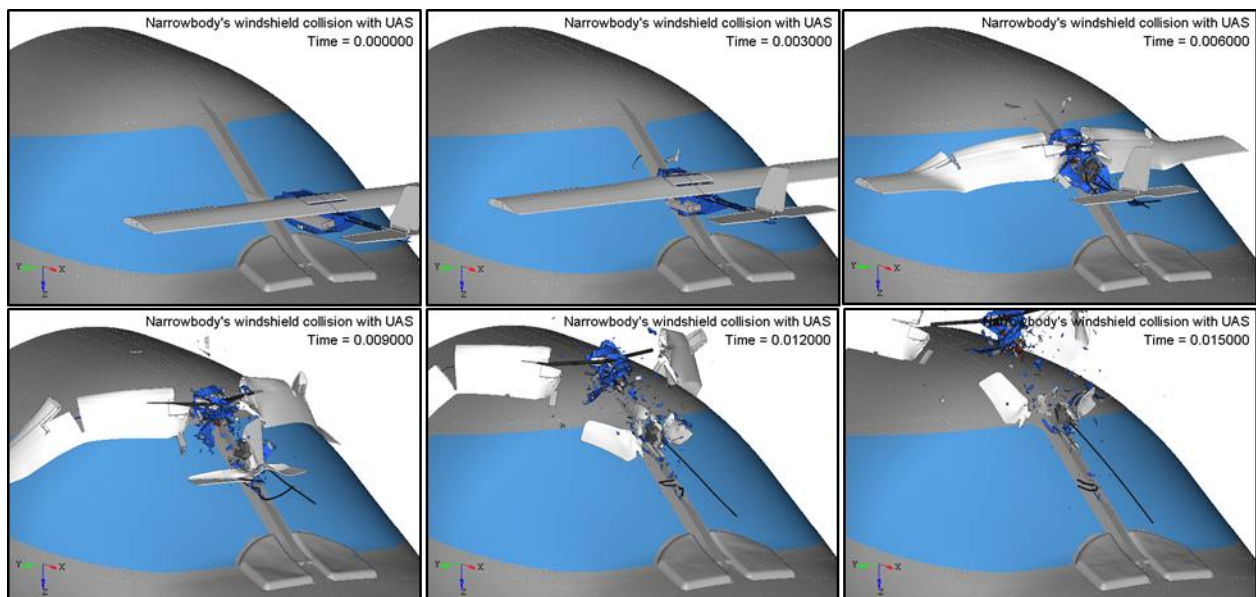 Narrowbody's windshield collision with UAS
Time = 0.000000
Y X
Z
Narrowbody's windshield collision with UAS
Time = 0.003000
Y X
Z
Narrowbody's windshield collision with UAS
Time = 0.006000
Y X
Z
Narrowbody's windshield collision with UAS
Time = 0.009000
Y X
Z
Narrowbody's windshield collision with UAS
Time = 0.012000
Y X
Z
Narrowbody's windshield collision with UAS
Time = 0.015000
Y X
Z